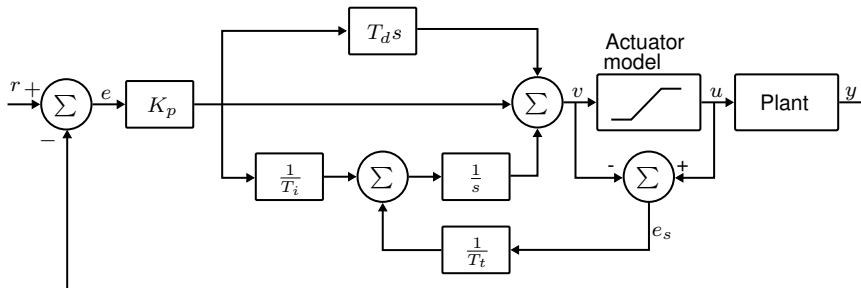 T_d s
Actuator
model
r
+
Σ
e
K_p
Σ
v
u
Plant
y
−
1/T_i
Σ
1/s
-
Σ
+
e_s
1/T_t